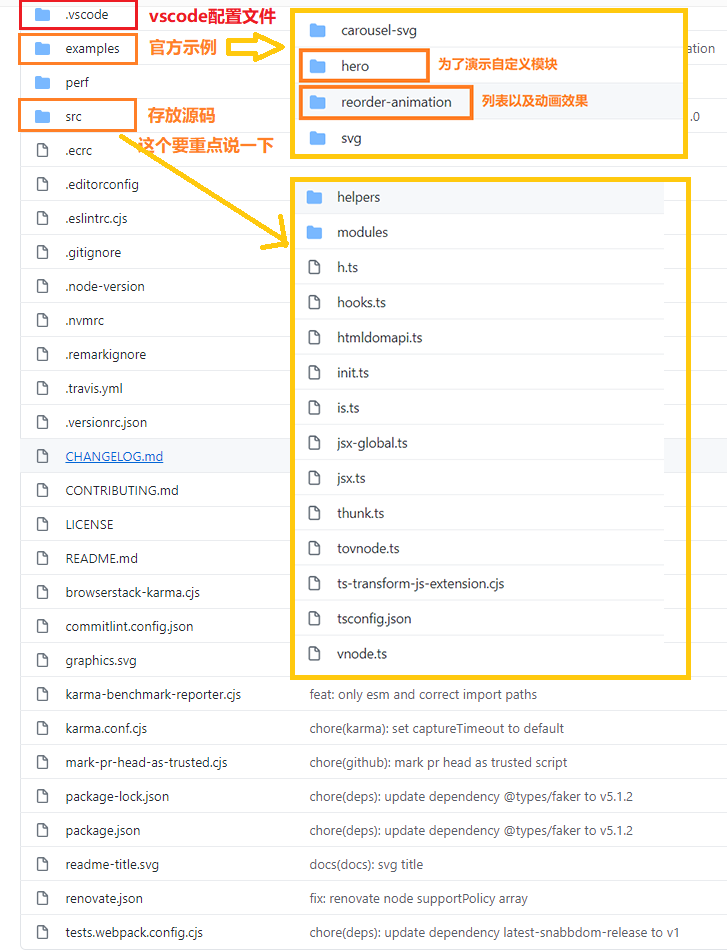 .vscode
vscode配置文件
examples
官方示例
perf
src
存放源码
这个要重点说一下
carousel-svg
hero
为了演示自定义模块
reorder-animation
列表以及动画效果
svg
ation
.0
.ecrc
.editorconfig
.eslintrc.cjs
.gitignore
.node-version
.nvmrc
.remarkignore
.travis.yml
.versionrc.json
CHANGELOG.md
CONTRIBUTING.md
LICENSE
README.md
browserstack-karma.cjs
commitlint.config.json
graphics.svg
helpers
modules
h.ts
hooks.ts
htmldomapi.ts
init.ts
is.ts
jsx-global.ts
jsx.ts
thunk.ts
tovnode.ts
ts-transform-js-extension.cjs
tsconfig.json
vnode.ts
karma-benchmark-reporter.cjs feat: only esm and correct import paths
karma.conf.cjs chore(karma): set captureTimeout to default
mark-pr-head-as-trusted.cjs chore(github): mark pr head as trusted script
package-lock.json chore(deps): update dependency @types/faker to v5.1.2
package.json chore(deps): update dependency @types/faker to v5.1.2
readme-title.svg docs(docs): svg title
renovate.json fix: renovate node supportPolicy array
tests.webpack.config.cjs chore(deps): update dependency latest-snabbdom-release to v1